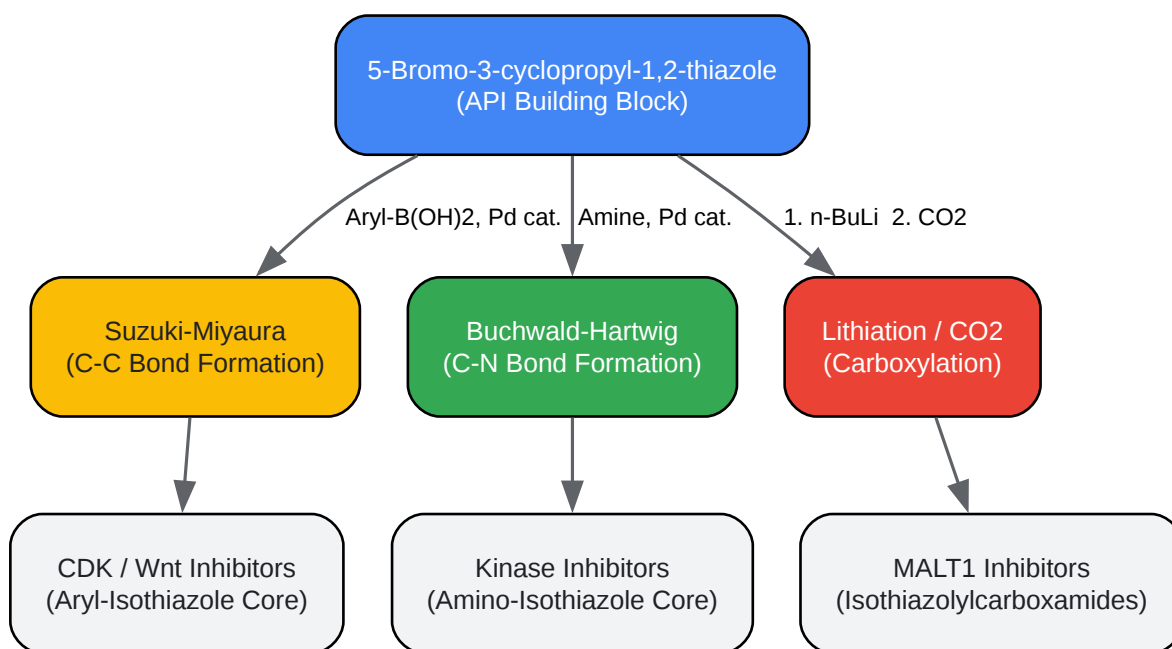 5-Bromo-3-cyclopropyl-1,2-thiazole
(API Building Block)
Aryl-B(OH)2, Pd cat.
Amine, Pd cat.
1. n-BuLi  2. CO2
Suzuki-Miyaura
(C-C Bond Formation)
Buchwald-Hartwig
(C-N Bond Formation)
Lithiation / CO2
(Carboxylation)
CDK / Wnt Inhibitors
(Aryl-Isothiazole Core)
Kinase Inhibitors
(Amino-Isothiazole Core)
MALT1 Inhibitors
(Isothiazolylcarboxamides)